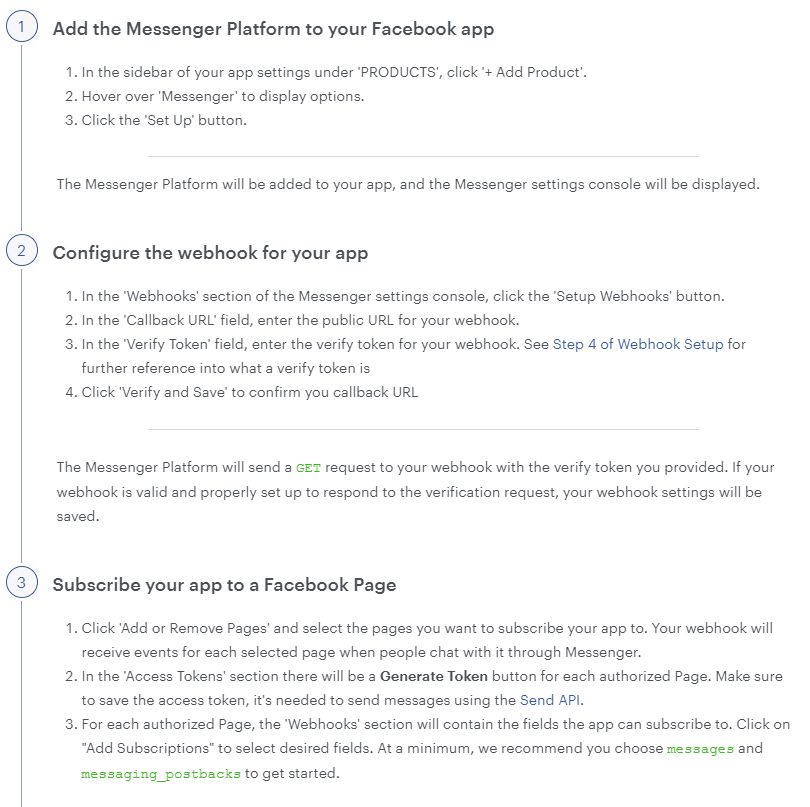 1
Add the Messenger Platform to your Facebook app
1. In the sidebar of your app settings under 'PRODUCTS', click '+ Add Product'.
2. Hover over 'Messenger' to display options.
3. Click the 'Set Up' button.
The Messenger Platform will be added to your app, and the Messenger settings console will be displayed.
2
Configure the webhook for your app
1. In the 'Webhooks' section of the Messenger settings console, click the 'Setup Webhooks' button.
2. In the 'Callback URL' field, enter the public URL for your webhook.
3. In the 'Verify Token' field, enter the verify token for your webhook. See Step 4 of Webhook Setup for
further reference into what a verify token is
4. Click 'Verify and Save' to confirm you callback URL
The Messenger Platform will send a GET request to your webhook with the verify token you provided. If your
webhook is valid and properly set up to respond to the verification request, your webhook settings will be
saved.
3
Subscribe your app to a Facebook Page
1. Click 'Add or Remove Pages' and select the pages you want to subscribe your app to. Your webhook will
receive events for each selected page when people chat with it through Messenger.
2. In the 'Access Tokens' section there will be a Generate Token button for each authorized Page. Make sure
to save the access token, it's needed to send messages using the Send API.
3. For each authorized Page, the 'Webhooks' section will contain the fields the app can subscribe to. Click on
"Add Subscriptions" to select desired fields. At a minimum, we recommend you choose messages and
messaging_postbacks to get started.